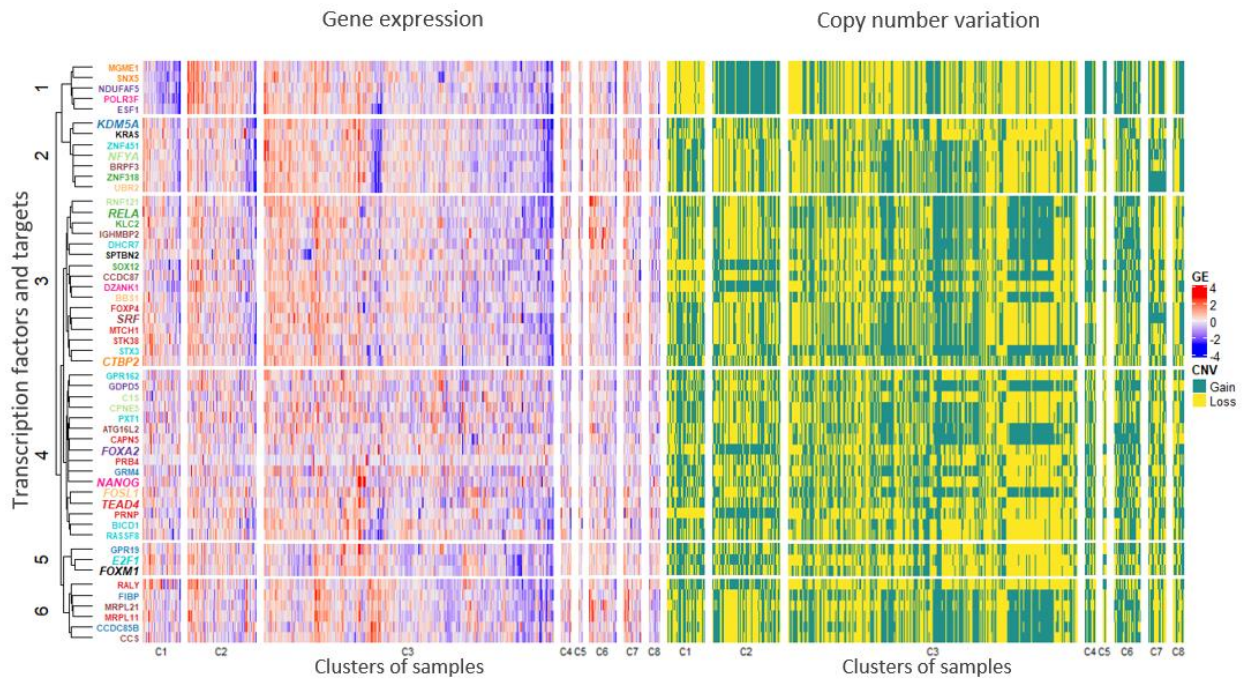 Gene expression
Copy number variation
Transcription factors and targets
1
MGME1
SNX5
NDUFAF5
POLR3F
ESF1
2
KDM5A
KRAS
ZNF451
NFYA
BRPF3
ZNF318
UBR2
3
RNF121
RELA
KLC2
IGHMBP2
DHCR7
SPTBN2
SOX12
CCDC87
DZANK1
BBS1
FOXP4
SRF
MTCH1
STK38
STX3
CTBP2
4
GPR162
GDPD5
C1S
CPNE5
PXT1
ATG16L2
CAPN5
FOXA2
PRB4
GRM4
NANOG
FOSL1
TEAD4
PRNP
BICD1
RASSF8
5
GPR19
E2F1
FOXM1
6
RALY
FIBP
MRPL21
MRPL11
CCDC85B
CCS
GE
4
2
0
-2
-4
CNV
Gain
Loss
C1 C2 C3 C4 C5 C6 C7 C8 C1 C2 C3 C4 C5 C6 C7 C8
Clusters of samples
Clusters of samples